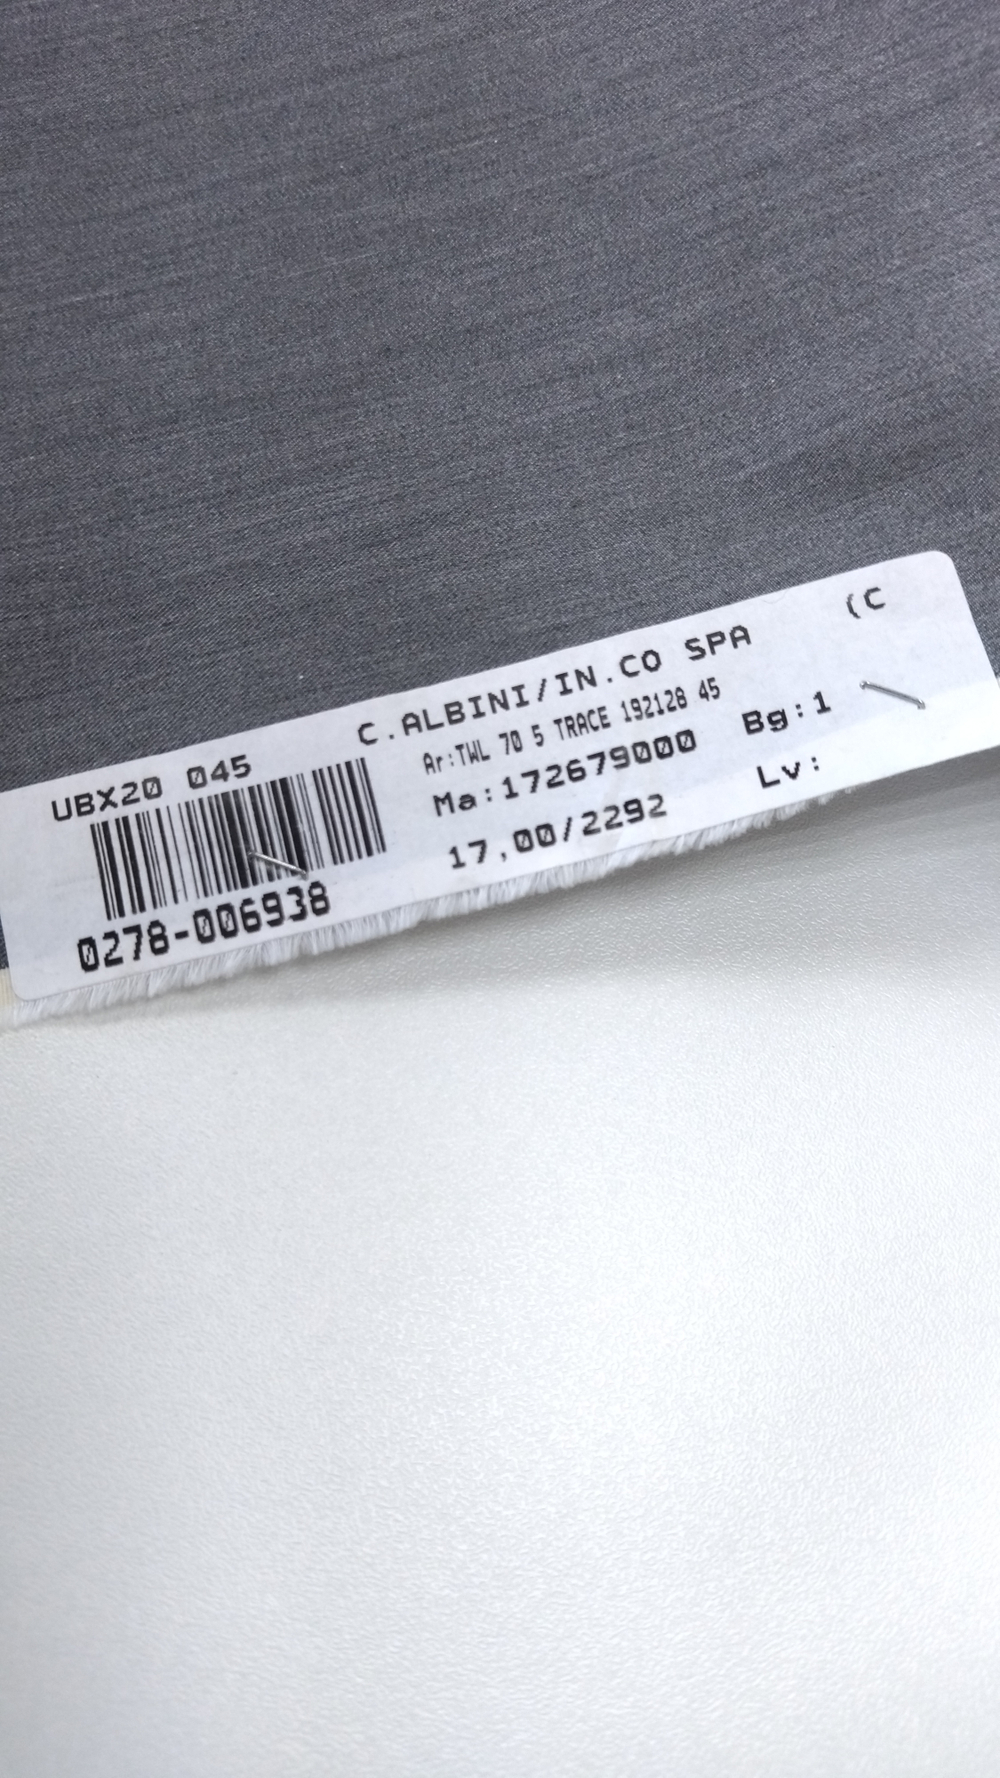 UBX20 045
0278-006938
C.ALBINI/IN.CO SPA (C
Ar:TWL 70 5 TRACE 192128 45
Ma:172679000 Bg:1
17,00/2292 Lv: